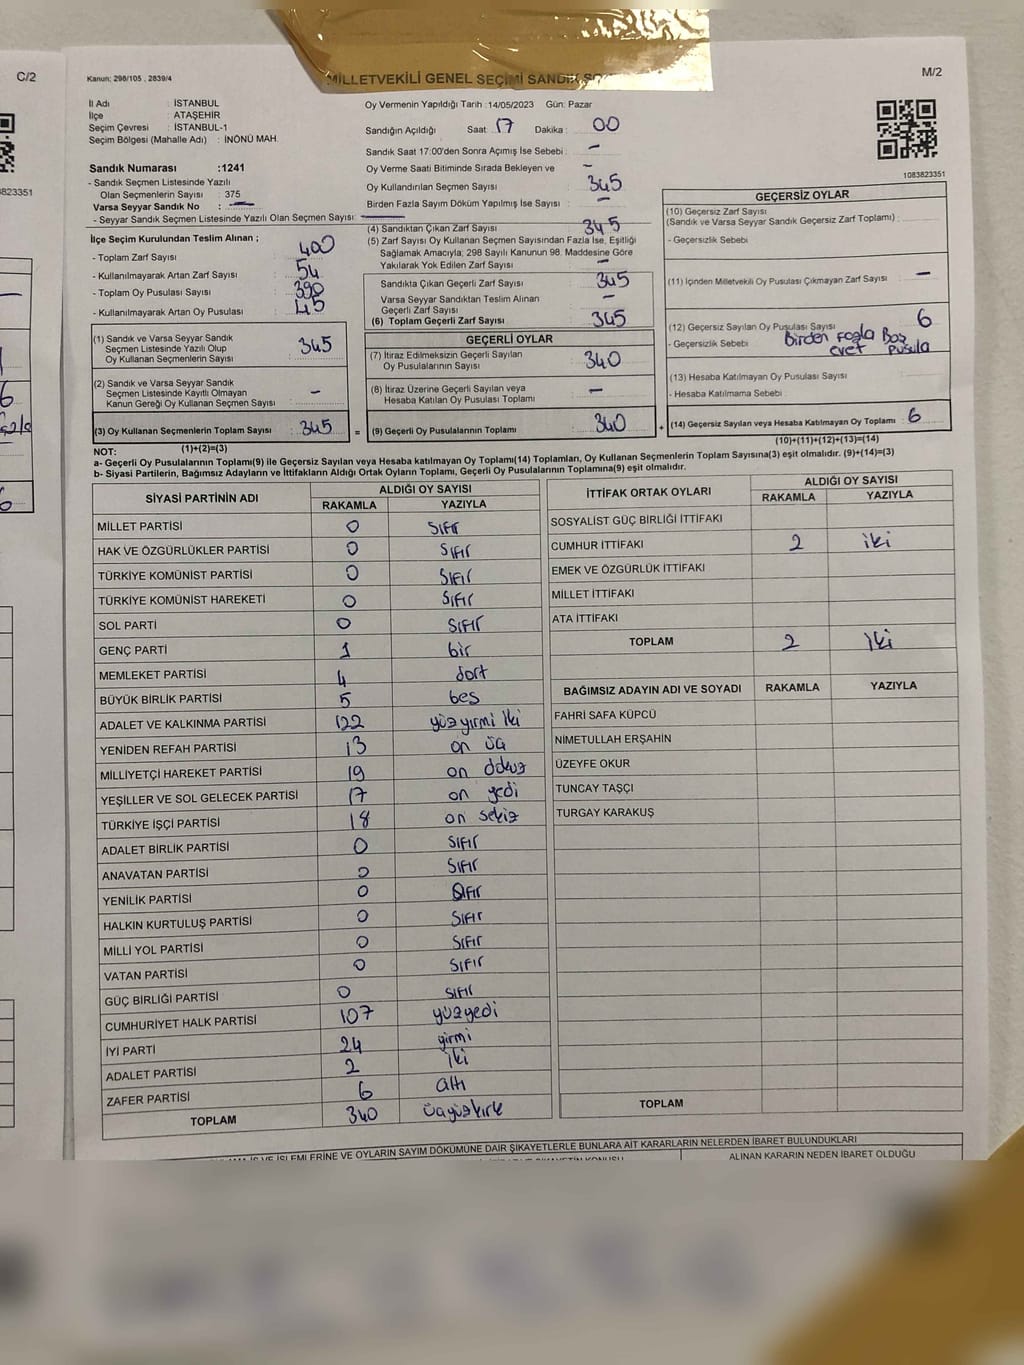 C/2
Kanun: 298/105 , 2839/4
MİLLETVEKİLİ GENEL SEÇİMİ SANDIK
M/2
İl Adı : İSTANBUL
İlçe : ATAŞEHİR
Seçim Çevresi : İSTANBUL-1
Seçim Bölgesi (Mahalle Adı) : İNÖNÜ MAH.
Sandık Numarası :1241
- Sandık Seçmen Listesinde Yazılı
Olan Seçmenlerin Sayısı : 375
Varsa Seyyar Sandık No : —
- Seyyar Sandık Seçmen Listesinde Yazılı Olan Seçmen Sayısı: —
İlçe Seçim Kurulundan Teslim Alınan ;
- Toplam Zarf Sayısı : 400
- Kullanılmayarak Artan Zarf Sayısı : 54
- Toplam Oy Pusulası Sayısı : 390
- Kullanılmayarak Artan Oy Pusulası : 45
(1) Sandık ve Varsa Seyyar Sandık
Seçmen Listesinde Yazılı Olup
Oy Kullanan Seçmenlerin Sayısı : 345
(2) Sandık ve Varsa Seyyar Sandık
Seçmen Listesinde Kayıtlı Olmayan
Kanun Gereği Oy Kullanan Seçmen Sayısı : –
(3) Oy Kullanan Seçmenlerin Toplam Sayısı : 345
(1)+(2)=(3)
Oy Vermenin Yapıldığı Tarih :14/05/2023 Gün: Pazar
Sandığın Açıldığı Saat: 17 Dakika : 00
Sandık Saat 17:00'den Sonra Açımış İse Sebebi : –
Oy Verme Saati Bitiminde Sırada Bekleyen ve –
Oy Kullandırılan Seçmen Sayısı : 345
Birden Fazla Sayım Döküm Yapılmış İse Sayısı : –
(4) Sandıktan Çıkan Zarf Sayısı : 345
(5) Zarf Sayısı Oy Kullanan Seçmen Sayısından Fazla İse, Eşitliği
Sağlamak Amacıyla; 298 Sayılı Kanunun 98. Maddesine Göre
Yakılarak Yok Edilen Zarf Sayısı : –
Sandıkta Çıkan Geçerli Zarf Sayısı : 345
Varsa Seyyar Sandıktan Teslim Alınan
Geçerli Zarf Sayısı : –
(6) Toplam Geçerli Zarf Sayısı : 345
GEÇERLİ OYLAR
(7) İtiraz Edilmeksizin Geçerli Sayılan
Oy Pusulalarının Sayısı : 340
(8) İtiraz Üzerine Geçerli Sayılan veya
Hesaba Katılan Oy Pusulası Toplamı : –
= (9) Geçerli Oy Pusulalarının Toplamı : 340
1083823351
GEÇERSİZ OYLAR
(10) Geçersiz Zarf Sayısı
(Sandık ve Varsa Seyyar Sandık Geçersiz Zarf Toplamı) :
- Geçersizlik Sebebi
(11) İçinden Milletvekili Oy Pusulası Çıkmayan Zarf Sayısı : –
(12) Geçersiz Sayılan Oy Pusulası Sayısı : 6
- Geçersizlik Sebebi : Birden Fazla Boş
evet pusula
(13) Hesaba Katılmayan Oy Pusulası Sayısı :
- Hesaba Katılmama Sebebi :
+ (14) Geçersiz Sayılan veya Hesaba Katılmayan Oy Toplamı : 6
(10)+(11)+(12)+(13)=(14)
NOT:
a- Geçerli Oy Pusulalarının Toplamı(9) ile Geçersiz Sayılan veya Hesaba katılmayan Oy Toplamı(14) Toplamları, Oy Kullanan Seçmenlerin Toplam Sayısına(3) eşit olmalıdır. (9)+(14)=(3)
b- Siyasi Partilerin, Bağımsız Adayların ve İttifakların Aldığı Ortak Oyların Toplamı, Geçerli Oy Pusulalarının Toplamına(9) eşit olmalıdır.
SİYASİ PARTİNİN ADI ALDIĞI OY SAYISI
RAKAMLA YAZIYLA
MİLLET PARTİSİ 0 Sıfır
HAK VE ÖZGÜRLÜKLER PARTİSİ 0 Sıfır
TÜRKİYE KOMÜNİST PARTİSİ 0 Sıfır
TÜRKİYE KOMÜNİST HAREKETİ 0 Sıfır
SOL PARTİ 0 Sıfır
GENÇ PARTİ 1 bir
MEMLEKET PARTİSİ 4 dört
BÜYÜK BİRLİK PARTİSİ 5 beş
ADALET VE KALKINMA PARTİSİ 122 yüzyirmi iki
YENİDEN REFAH PARTİSİ 13 on üç
MİLLİYETÇİ HAREKET PARTİSİ 19 on dokuz
YEŞİLLER VE SOL GELECEK PARTİSİ 17 on yedi
TÜRKİYE İŞÇİ PARTİSİ 18 on sekiz
ADALET BİRLİK PARTİSİ 0 Sıfır
ANAVATAN PARTİSİ 0 Sıfır
YENİLİK PARTİSİ 0 Sıfır
HALKIN KURTULUŞ PARTİSİ 0 Sıfır
MİLLİ YOL PARTİSİ 0 Sıfır
VATAN PARTİSİ 0 Sıfır
GÜÇ BİRLİĞİ PARTİSİ 0 Sıfır
CUMHURİYET HALK PARTİSİ 107 yüzyedi
İYİ PARTİ 24 yirmi
ADALET PARTİSİ 2 iki
ZAFER PARTİSİ 6 altı
TOPLAM 340 üçyüzkırk
İTTİFAK ORTAK OYLARI ALDIĞI OY SAYISI
RAKAMLA YAZIYLA
SOSYALİST GÜÇ BİRLİĞİ İTTİFAKI
CUMHUR İTTİFAKI 2 iki
EMEK VE ÖZGÜRLÜK İTTİFAKI
MİLLET İTTİFAKI
ATA İTTİFAKI
TOPLAM 2 iki
BAĞIMSIZ ADAYIN ADI VE SOYADI RAKAMLA YAZIYLA
FAHRİ SAFA KÜPCÜ
NİMETULLAH ERŞAHİN
ÜZEYFE OKUR
TUNCAY TAŞÇI
TURGAY KARAKUŞ
TOPLAM
İŞLEMLERİNE VE OYLARIN SAYIM DÖKÜMÜNE DAİR ŞİKAYETLERLE BUNLARA AİT KARARLARIN NELERDEN İBARET BULUNDUKLARI
ALINAN KARARIN NEDEN İBARET OLDUĞU